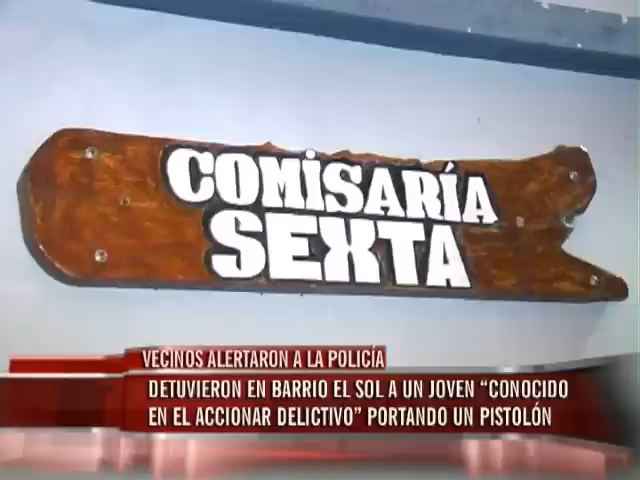 COMiSARÍA
SEXTA
VECINOS ALERTARON A LA POLICÍA
DETUVIERON EN BARRIO EL SOL A UN JOVEN “CONOCIDO
EN EL ACCIONAR DELICTIVO” PORTANDO UN PISTOLÓN